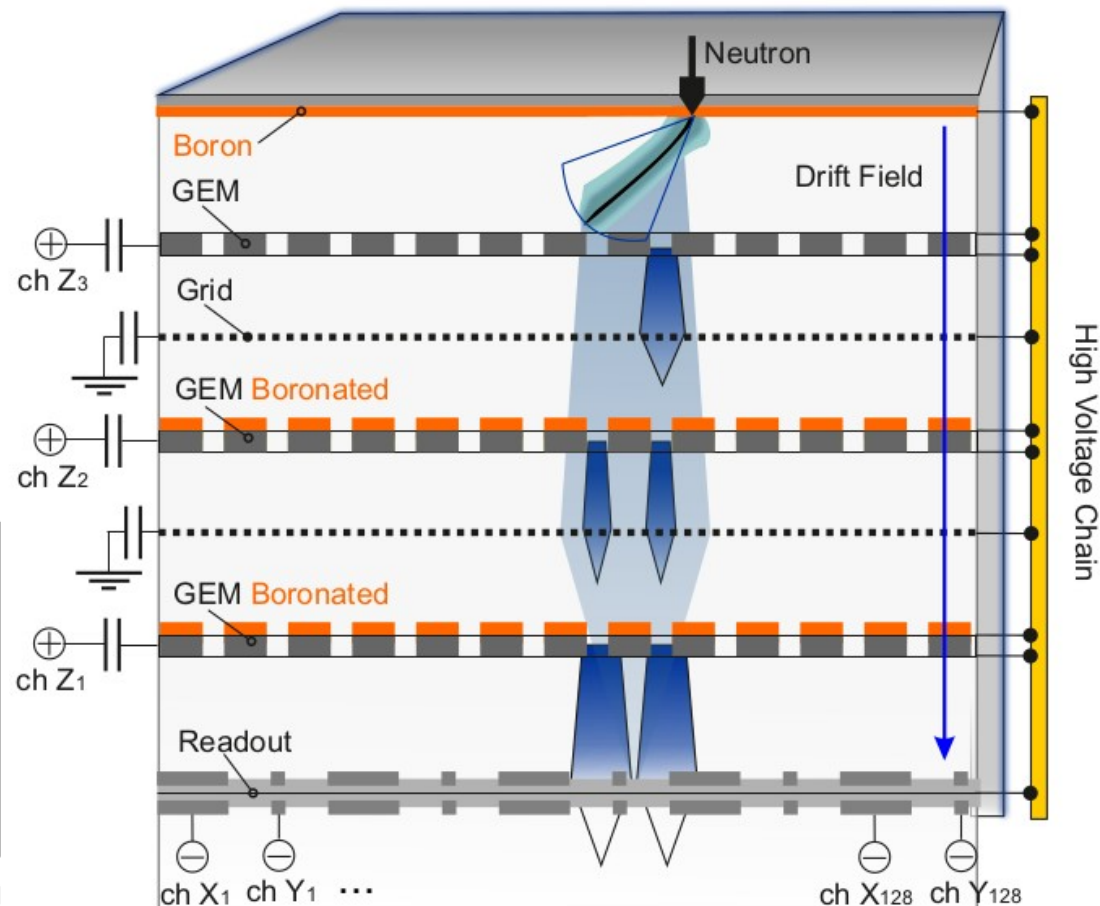 Neutron
Boron
GEM
Drift Field
ch Z3
Grid
GEM Boronated
ch Z2
High Voltage Chain
GEM Boronated
ch Z1
Readout
ch X1 ch Y1 ... ch X128 ch Y128